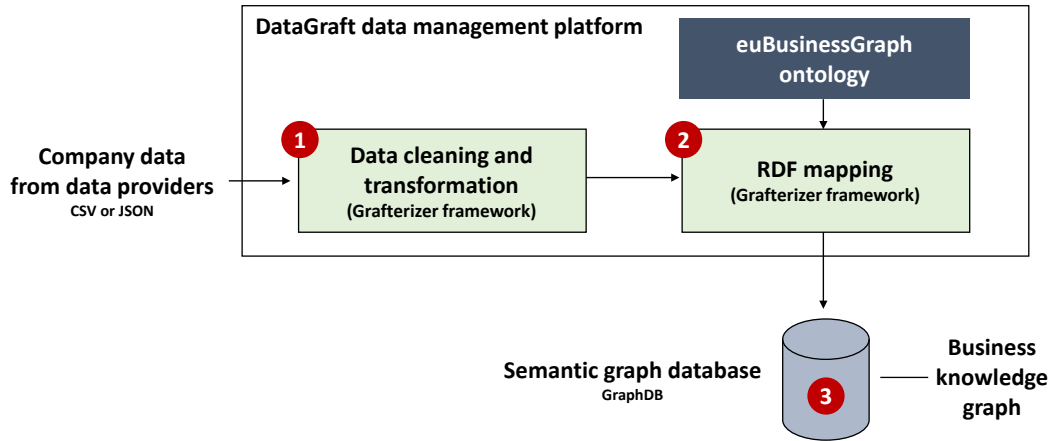 DataGraft data management platform
euBusinessGraph
ontology
1
Data cleaning and
transformation
(Grafterizer framework)
2
RDF mapping
(Grafterizer framework)
Company data
from data providers
CSV or JSON
Semantic graph database
GraphDB
3
Business
knowledge
graph